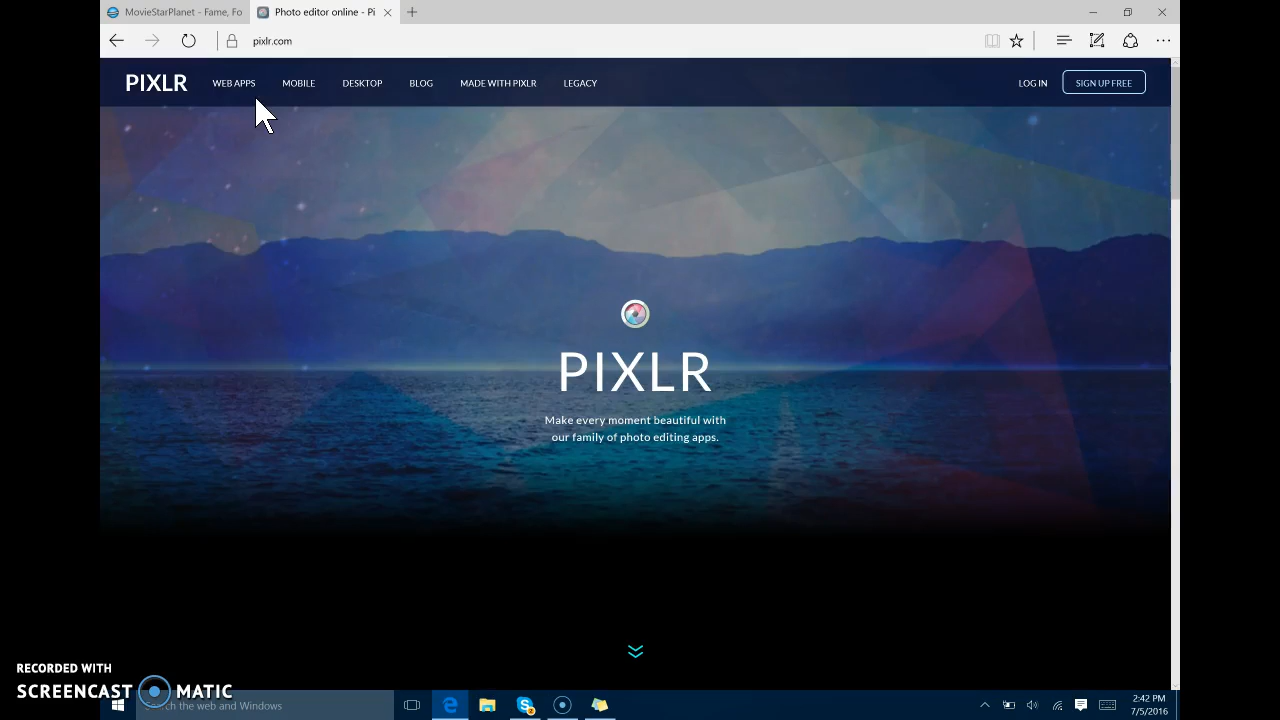 MovieStarPlanet - Fame, Fo
Photo editor online - Pi
pixlr.com
PIXLR
WEB APPS
MOBILE
DESKTOP
BLOG
MADE WITH PIXLR
LEGACY
LOG IN
SIGN UP FREE
PIXLR
Make every moment beautiful with
our family of photo editing apps.
RECORDED WITH
SCREENCAST MATIC
the web and Windows
2:42 PM
7/5/2016